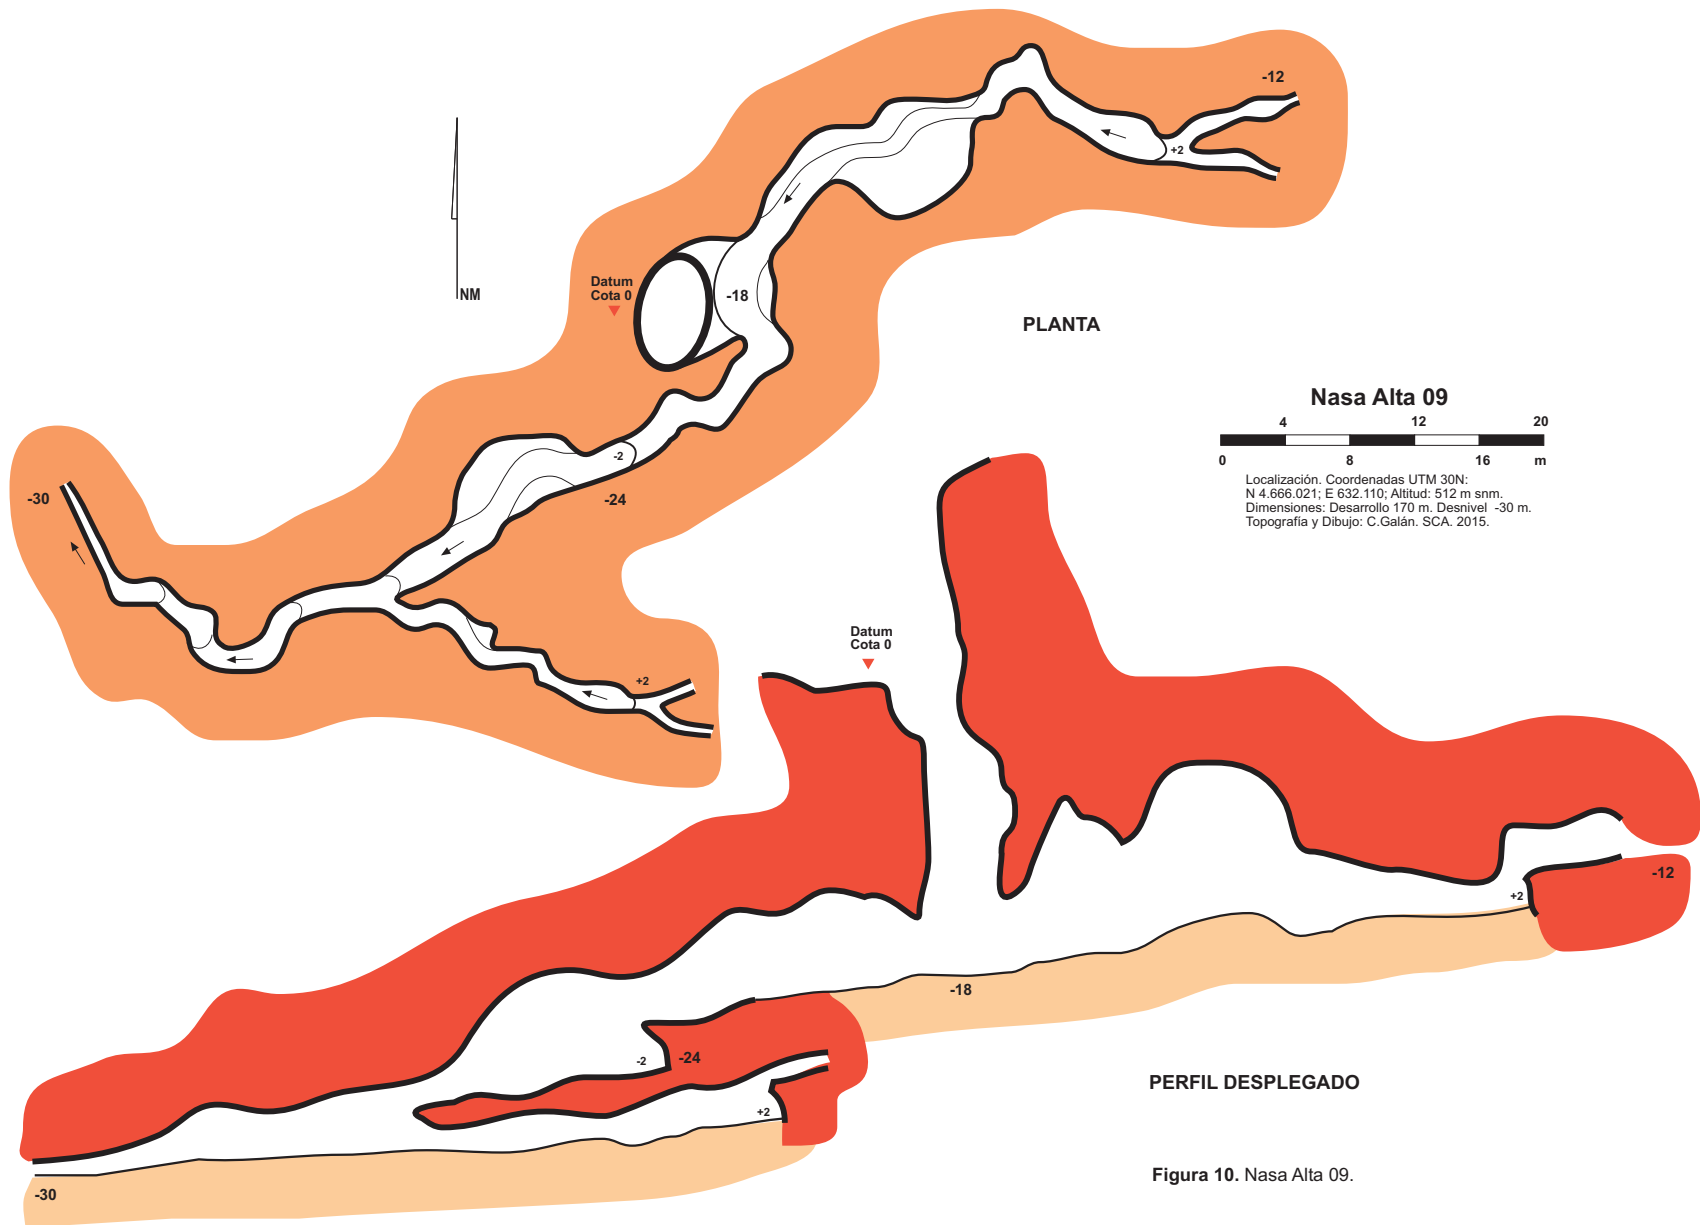 -12
+2
NM
Datum
Cota 0
-18
PLANTA
Nasa Alta 09
4 12 20
0 8 16 m
Localización. Coordenadas UTM 30N:
N 4.666.021; E 632.110; Altitud: 512 m snm.
Dimensiones: Desarrollo 170 m. Desnivel -30 m.
Topografía y Dibujo: C.Galán. SCA. 2015.
-2
-24
-30
+2
Datum
Cota 0
-12
+2
-18
-2
-24
+2
-30
PERFIL DESPLEGADO
Figura 10. Nasa Alta 09.